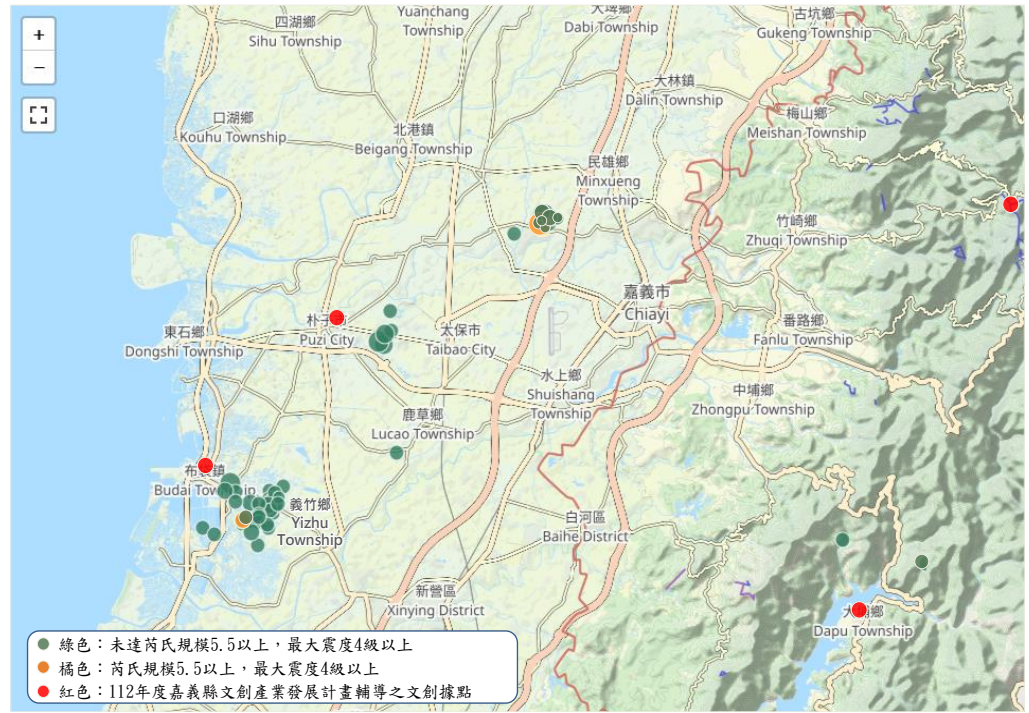 四湖鄉
Sihu Township
Yuanchang
Township
大埤鄉
Dabi Township
古坑鄉
Gukeng Township
+
−
大林鎮
Dalin Township
口湖鄉
Kouhu Township
北港鎮
Beigang Township
梅山鄉
Meishan Township
民雄鄉
Minxueng
Township
竹崎鄉
Zhuqi Township
嘉義市
Chiayi
朴子
Puzi City
東石鄉
Dongshi Township
太保市
Taibao City
番路鄉
Fanlu Township
水上鄉
Shuishang
Township
中埔鄉
Zhongpu Township
鹿草鄉
Lucao Township
布袋鎮
Budai Township
義竹鄉
Yizhu
Township
白河區
Baihe District
新營區
Xinying District
大埔鄉
Dapu Township
綠色：未達芮氏規模5.5以上，最大震度4級以上
橘色：芮氏規模5.5以上，最大震度4級以上
紅色：112年度嘉義縣文創產業發展計畫輔導之文創據點